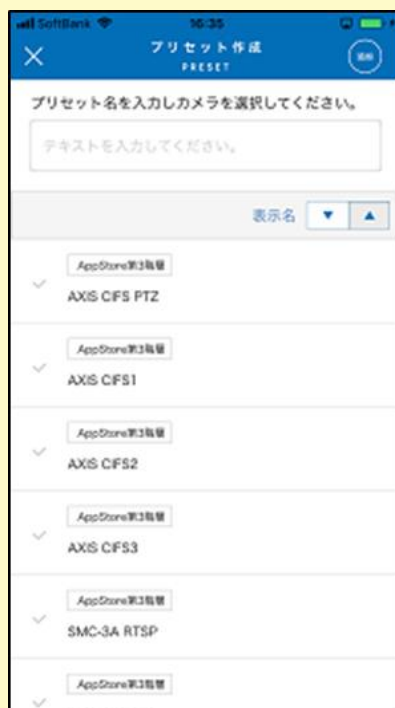 SoftBank 16:35
プリセット作成
PRESET
プリセット名を入力しカメラを選択してください。
テキストを入力してください。
表示名 ▼ ▲
AppStore第3階層
AXIS CIFS PTZ
AppStore第3階層
AXIS CIFS1
AppStore第3階層
AXIS CIFS2
AppStore第3階層
AXIS CIFS3
AppStore第3階層
SMC-3A RTSP
AppStore第3階層